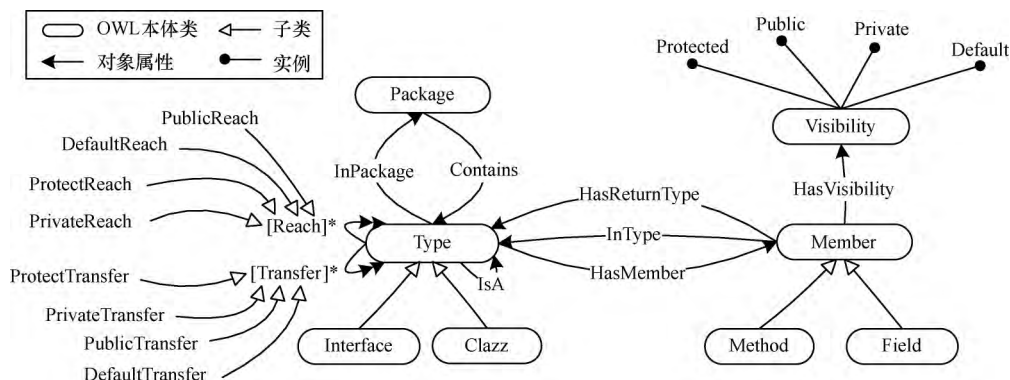 OWL本体类
子类
对象属性
实例
Public
Private
Protected
Default
Package
Visibility
PublicReach
DefaultReach
InPackage
Contains
ProtectReach
HasReturnType
HasVisibility
PrivateReach
[Reach]*
Type
InType
Member
ProtectTransfer
[Transfer]*
IsA
HasMember
PrivateTransfer
PublicTransfer
Interface
Clazz
Method
Field
DefaultTransfer